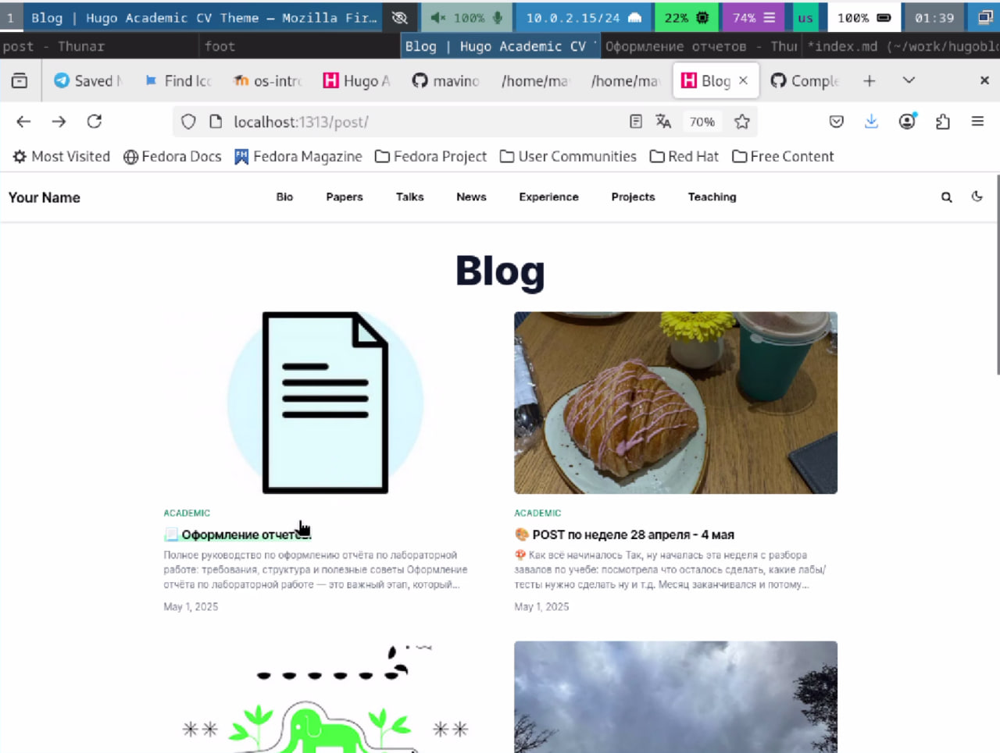 1 Blog | Hugo Academic CV Theme — Mozilla Fir… 100% 10.0.2.15/24 22% 74% us 100% 01:39
post - Thunar foot Blog | Hugo Academic CV Оформление отчетов - Thu *index.md (~/work/hugoblo
Saved Find Ico os-intro Hugo A mavino /home/ma /home/ma Blog Comple
localhost:1313/post/ 70%
Most Visited Fedora Docs Fedora Magazine Fedora Project User Communities Red Hat Free Content
Your Name Bio Papers Talks News Experience Projects Teaching
Blog
ACADEMIC
📃 Оформление отчетов.
Полное руководство по оформлению отчёта по лабораторной
работе: требования, структура и полезные советы Оформление
отчёта по лабораторной работе — это важный этап, который…
May 1, 2025
ACADEMIC
🎨 POST по неделе 28 апреля - 4 мая
🍄 Как всё начиналось Так, ну началась эта неделя с разбора
завалов по учебе: посмотрела что осталось сделать, какие лабы/
тесты нужно сделать ну и т.д. Месяц заканчивался и потому…
May 1, 2025